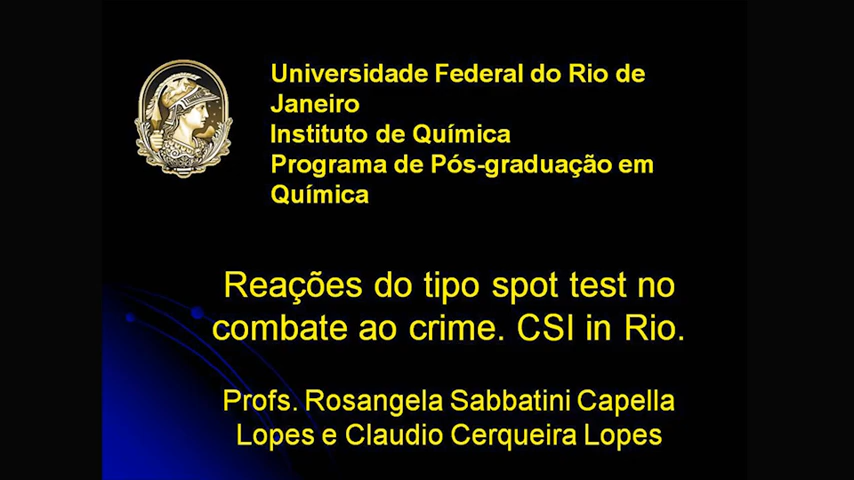 Universidade Federal do Rio de
Janeiro
Instituto de Química
Programa de Pós-graduação em
Química
Reações do tipo spot test no
combate ao crime. CSI in Rio.
Profs. Rosangela Sabbatini Capella
Lopes e Claudio Cerqueira Lopes